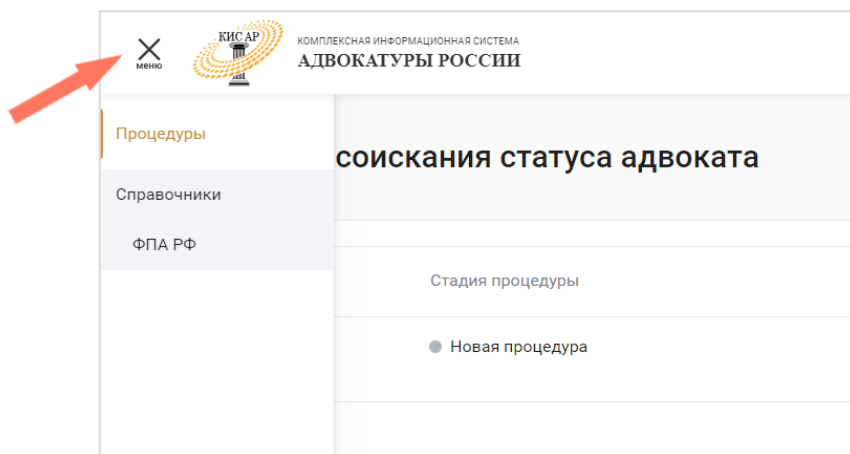 КИС АР
КОМПЛЕКСНАЯ ИНФОРМАЦИОННАЯ СИСТЕМА
АДВОКАТУРЫ РОССИИ
меню
Процедуры
соискания статуса адвоката
Справочники
ФПА РФ
Стадия процедуры
Новая процедура